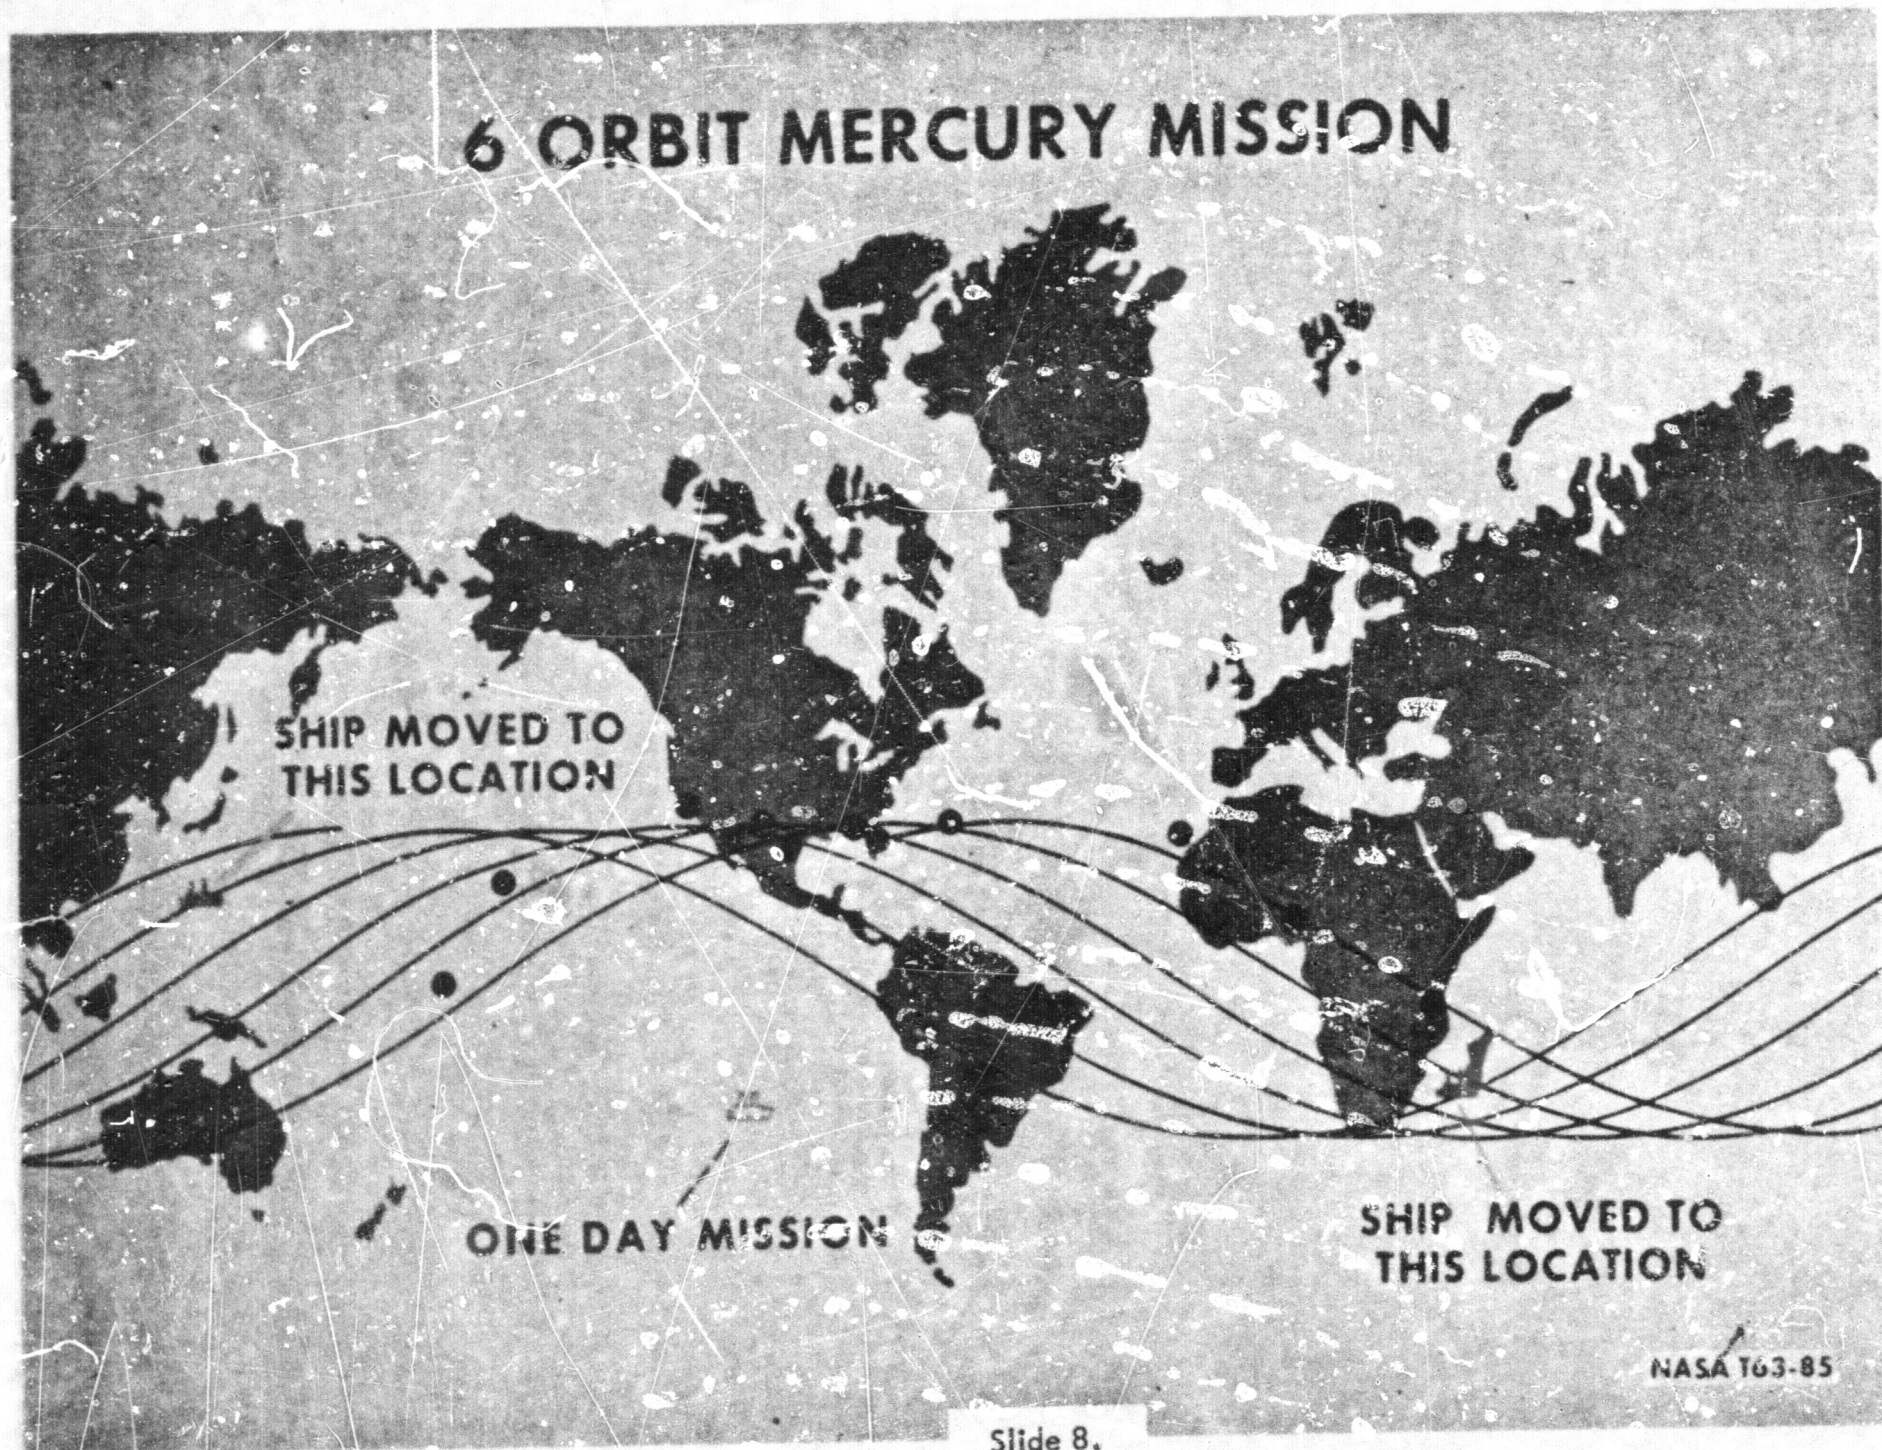 6 ORBIT MERCURY MISSION
SHIP MOVED TO
THIS LOCATION
ONE DAY MISSION
SHIP MOVED TO
THIS LOCATION
NASA T63-85
Slide 8.